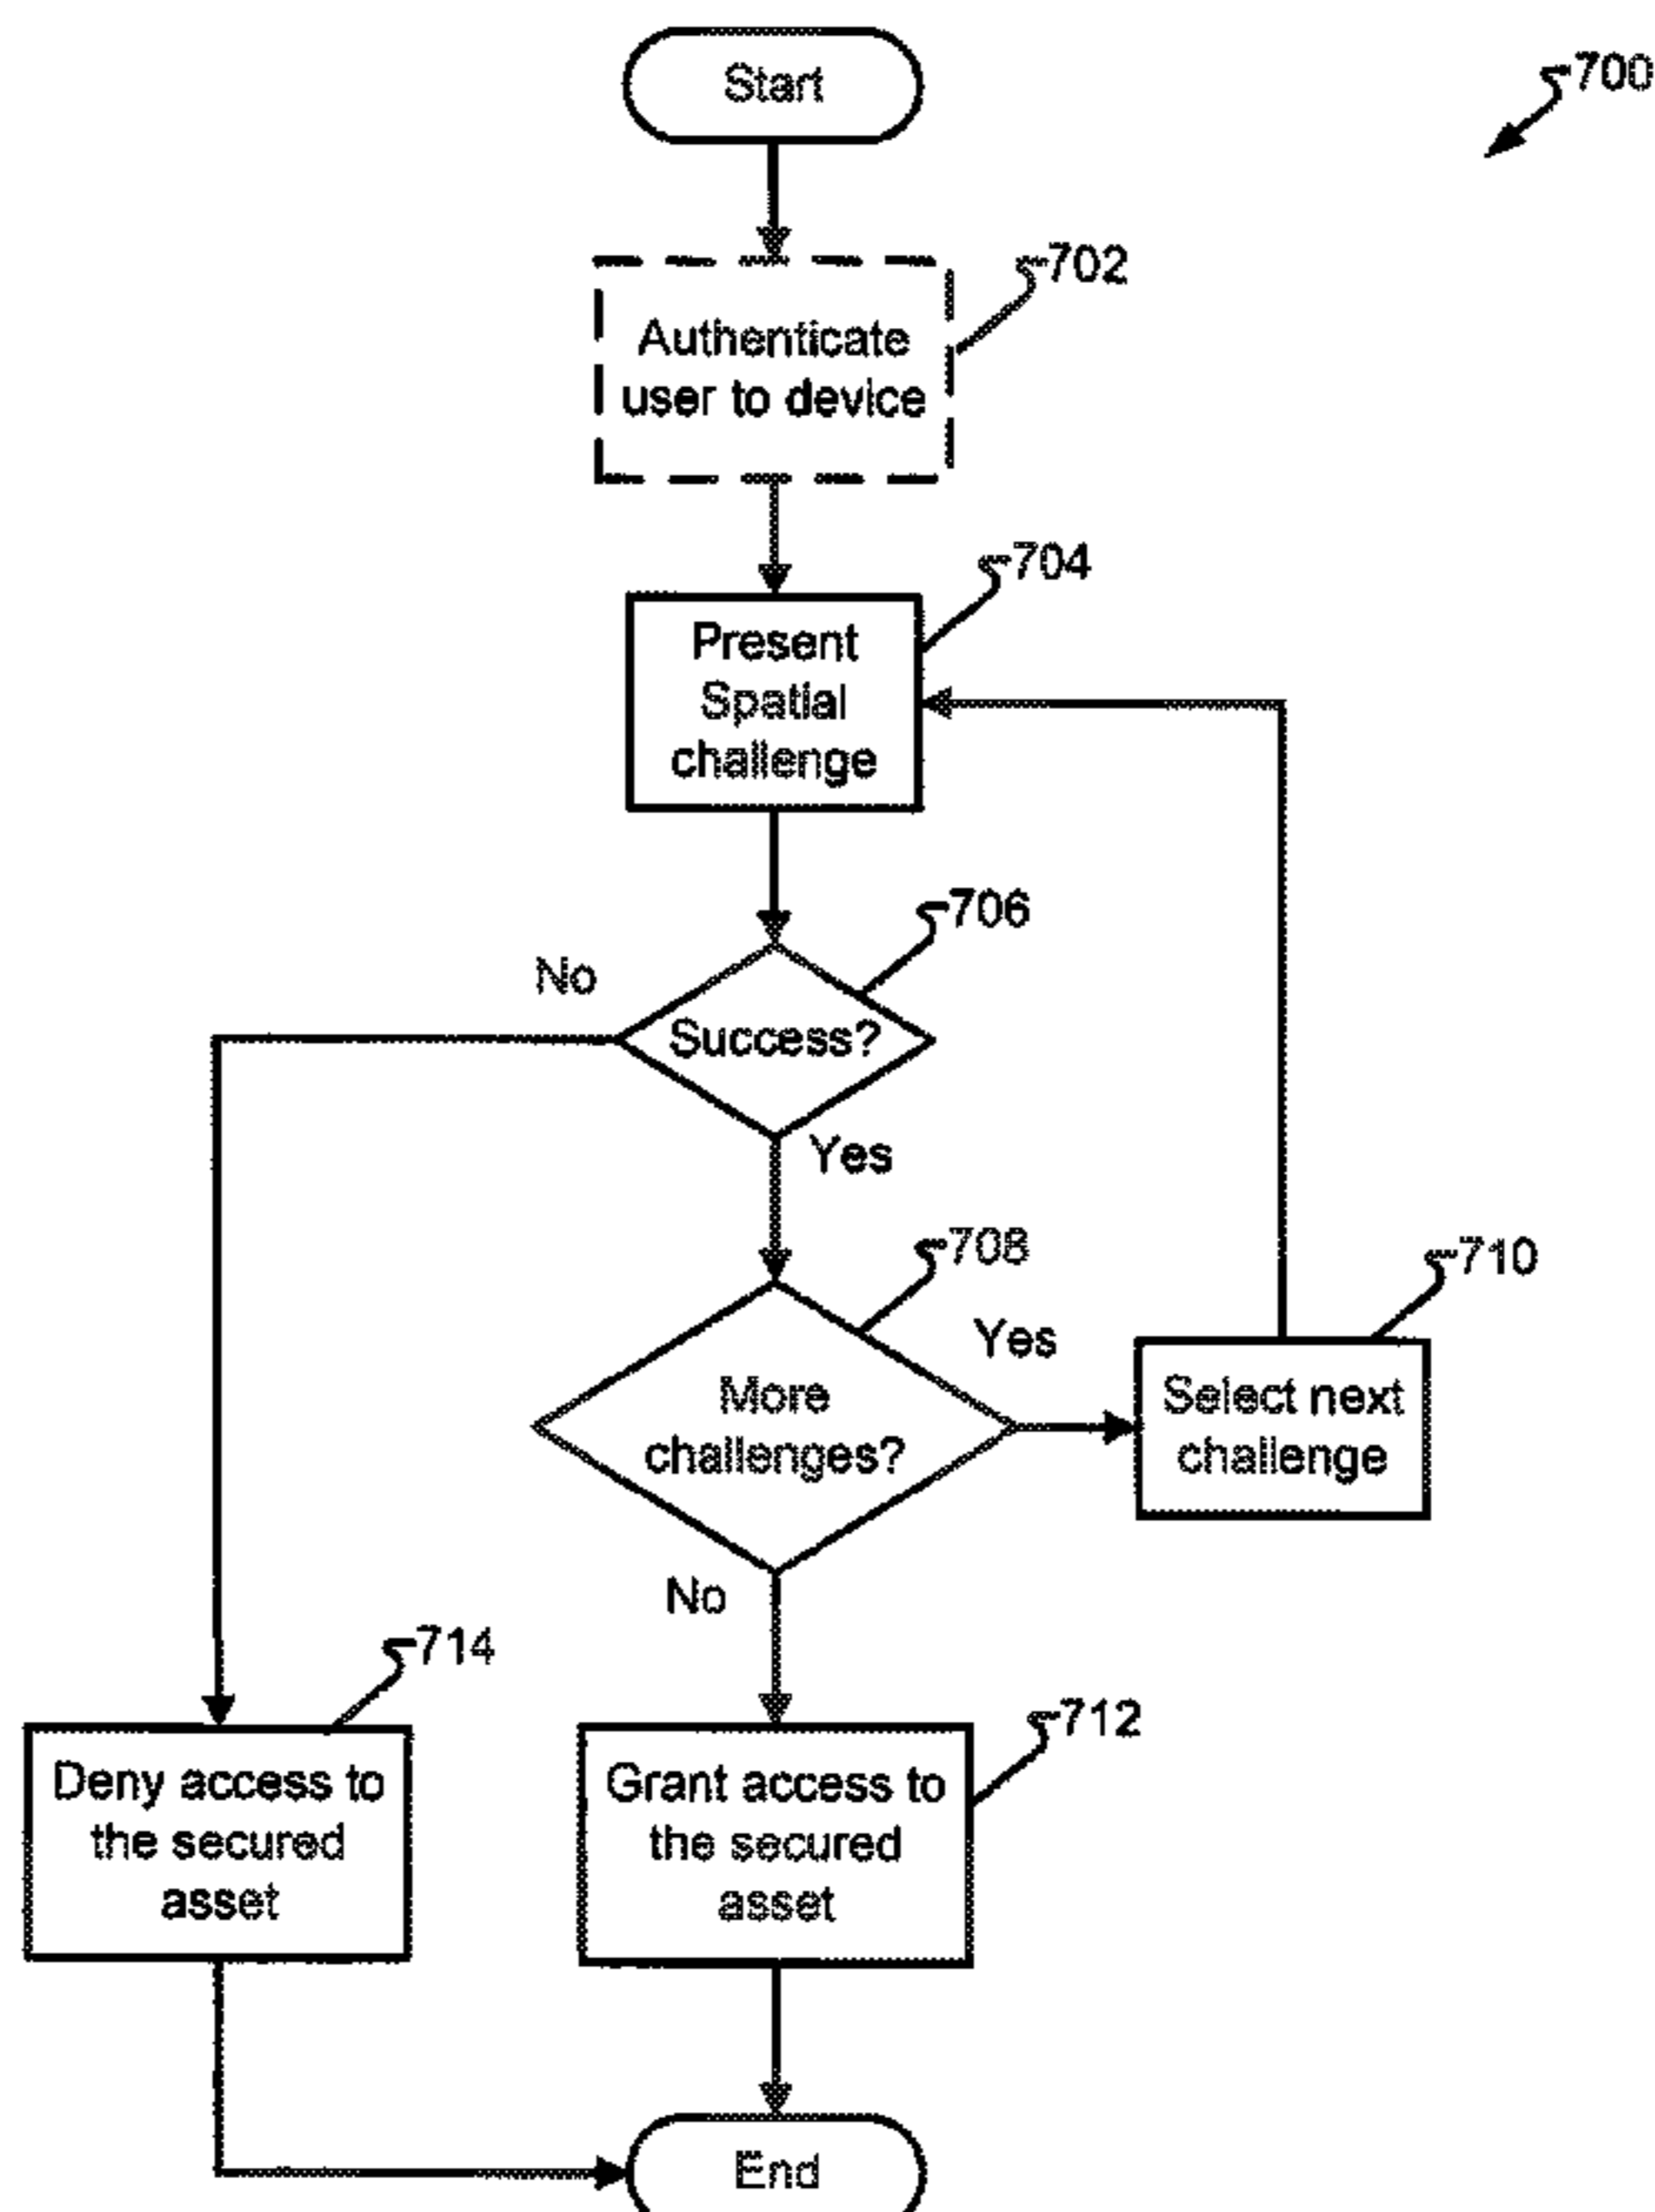 Start
700
702
Authenticate
user to device
704
Present
Spatial
challenge
706
No
Success?
Yes
708
710
Yes
More
challenges?
Select next
challenge
No
714
712
Deny access to
the secured
asset
Grant access to
the secured
asset
End